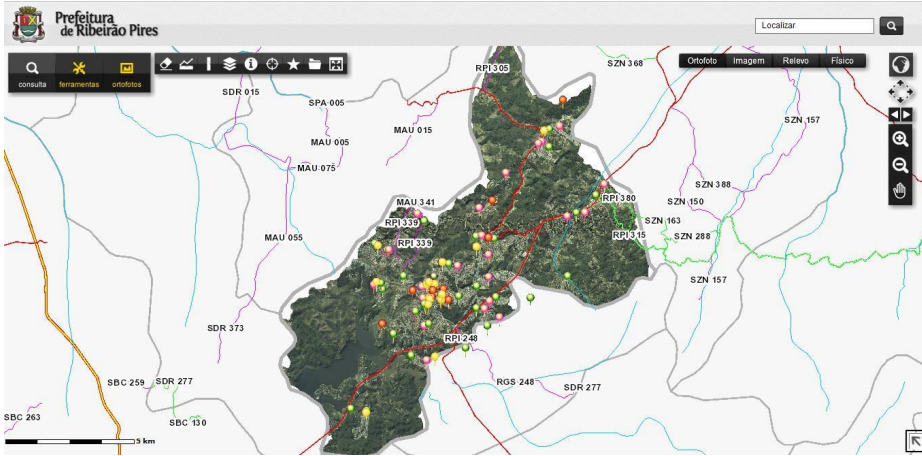 Prefeitura
de Ribeirão Pires
Localizar
consulta
ferramentas
ortofotos
Ortofoto
Imagem
Relevo
Físico
RPI 305
SZN 368
SDR 015
SPA 005
SZN 157
MAU 015
MAU 005
MAU 075
SZN 388
MAU 341
RPI 380
SZN 150
RPI 339
SZN 163
MAU 055
RPI 339
RPI 315
SZN 288
SZN 157
SDR 373
RPI 248
SBC 259
SDR 277
RGS 248
SDR 277
SBC 263
SBC 130
5 km